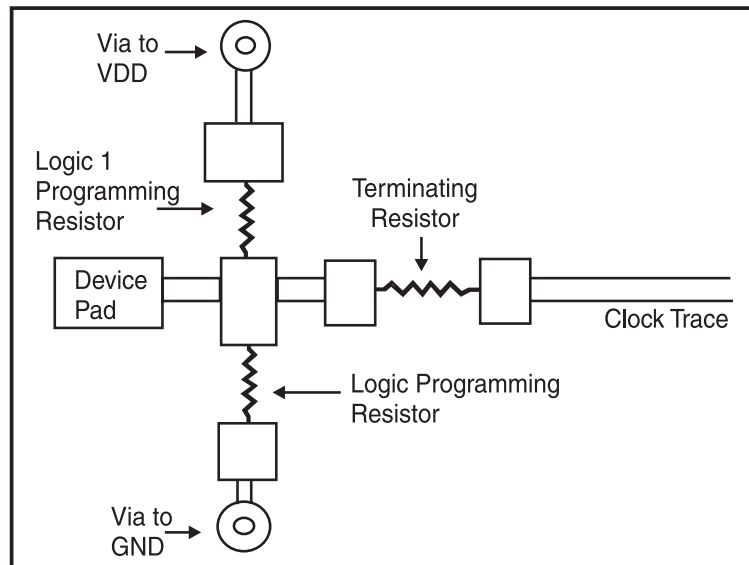 Via to
VDD
Logic 1
Programming
Resistor
Terminating
Resistor
Device
Pad
Clock Trace
Logic Programming
Resistor
Via to
GND